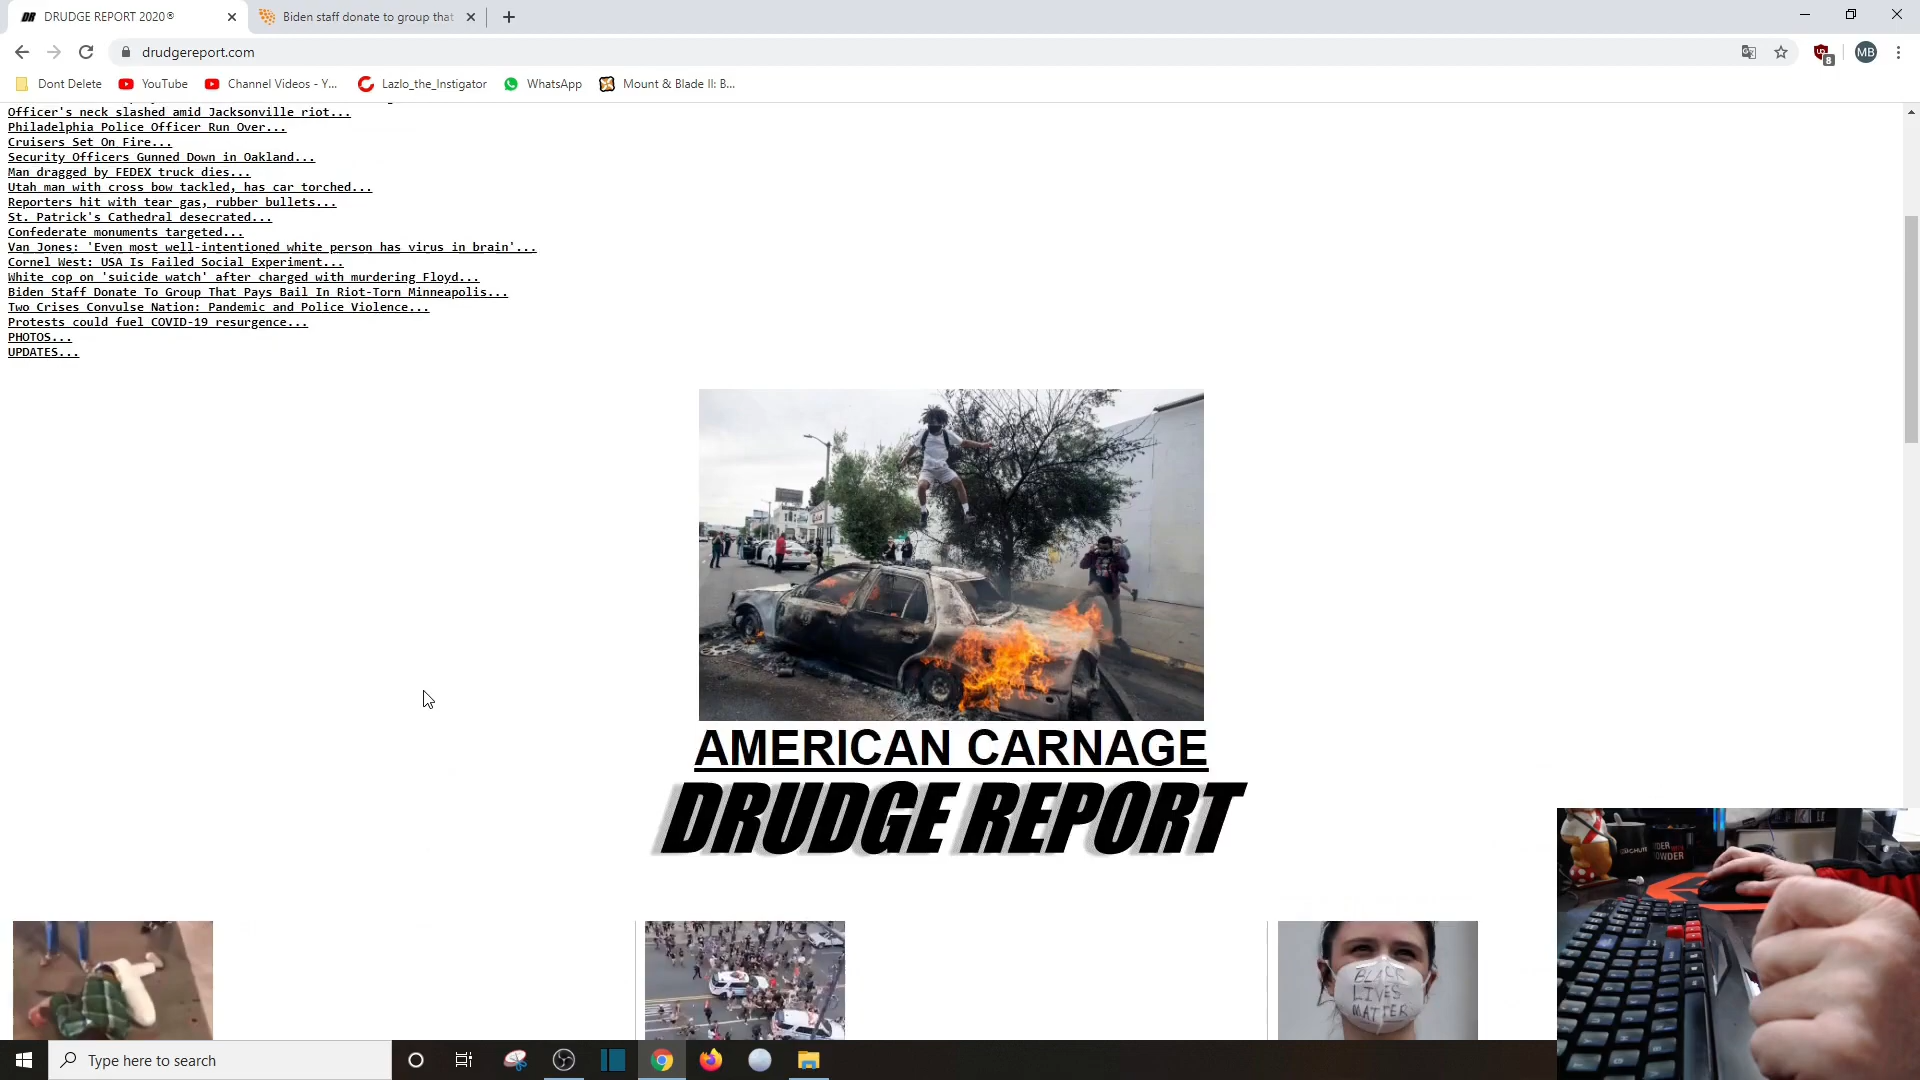 DRUDGE REPORT 2020®
Biden staff donate to group that
drudgereport.com
8
MB
Dont Delete
YouTube
Channel Videos - Y...
Lazlo_the_Instigator
WhatsApp
Mount & Blade II: B...
Officer's neck slashed amid Jacksonville riot...
Philadelphia Police Officer Run Over...
Cruisers Set On Fire...
Security Officers Gunned Down in Oakland...
Man dragged by FEDEX truck dies...
Utah man with cross bow tackled, has car torched...
Reporters hit with tear gas, rubber bullets...
St. Patrick's Cathedral desecrated...
Confederate monuments targeted...
Van Jones: 'Even most well-intentioned white person has virus in brain'...
Cornel West: USA Is Failed Social Experiment...
White cop on 'suicide watch' after charged with murdering Floyd...
Biden Staff Donate To Group That Pays Bail In Riot-Torn Minneapolis...
Two Crises Convulse Nation: Pandemic and Police Violence...
Protests could fuel COVID-19 resurgence...
PHOTOS...
UPDATES...
AMERICAN CARNAGE
DRUDGE REPORT
BLACK
LIVES
MATTER
Type here to search